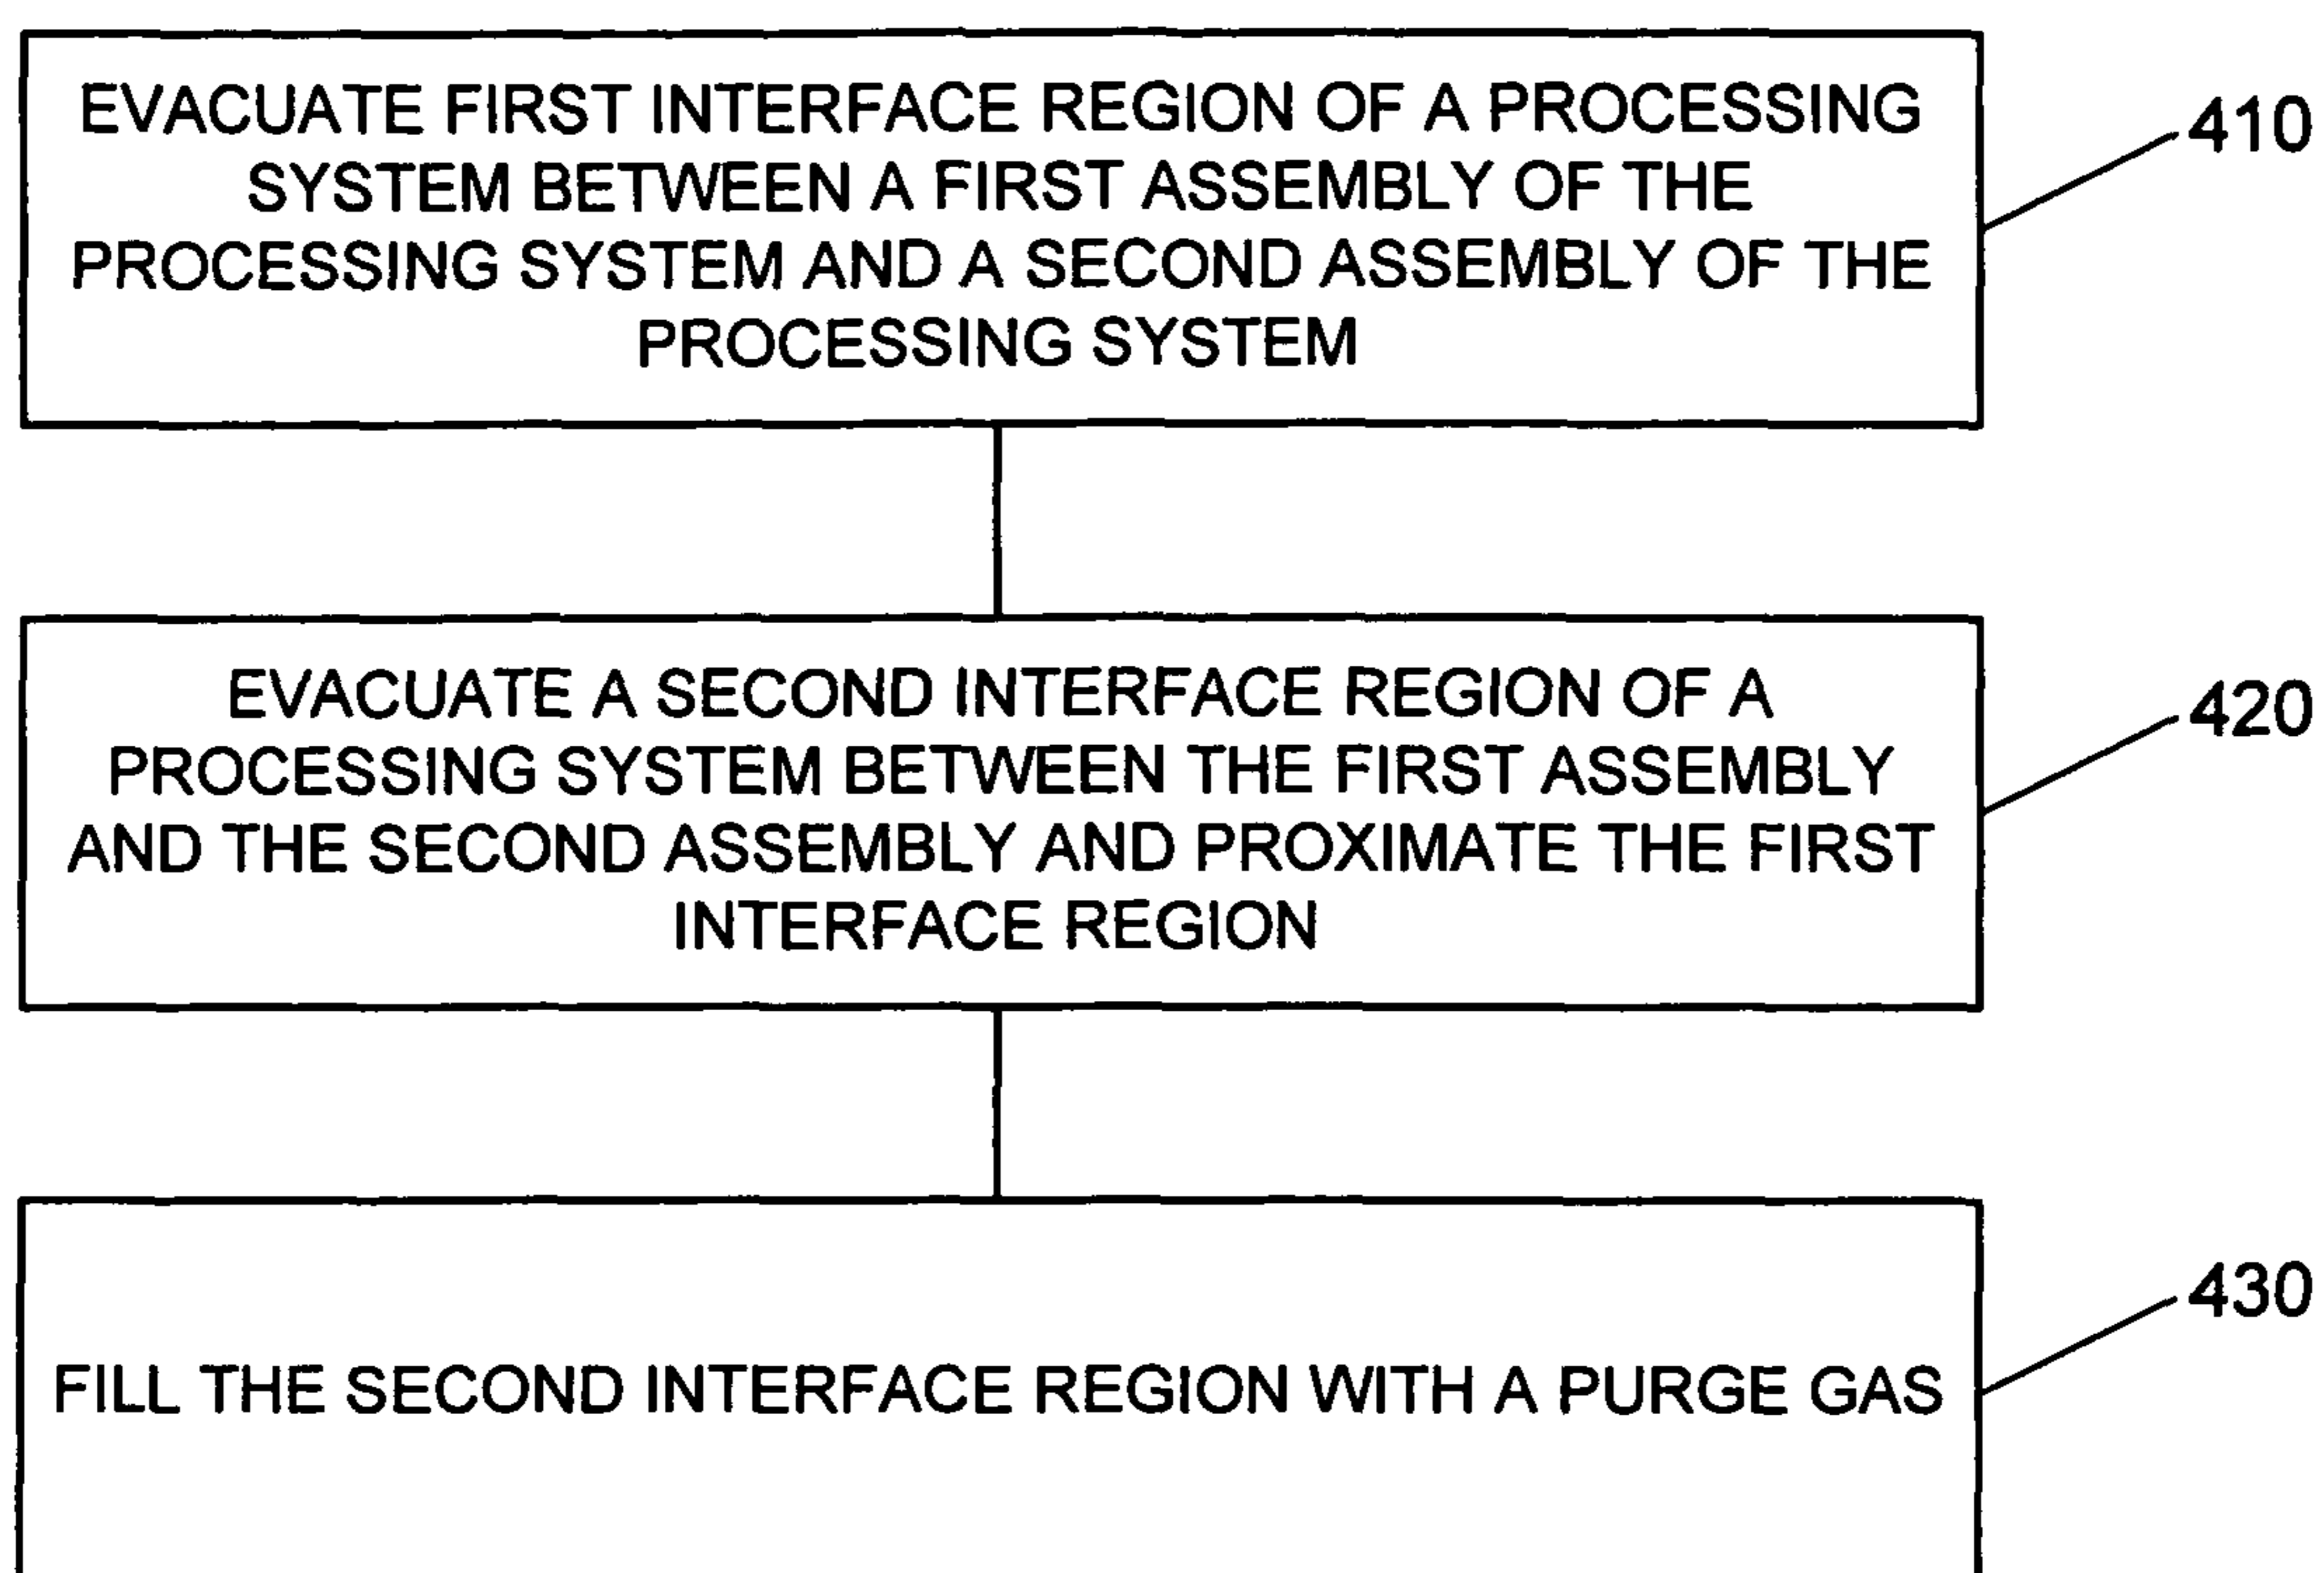 EVACUATE FIRST INTERFACE REGION OF A PROCESSING
SYSTEM BETWEEN A FIRST ASSEMBLY OF THE
PROCESSING SYSTEM AND A SECOND ASSEMBLY OF THE
PROCESSING SYSTEM
410
EVACUATE A SECOND INTERFACE REGION OF A
PROCESSING SYSTEM BETWEEN THE FIRST ASSEMBLY
AND THE SECOND ASSEMBLY AND PROXIMATE THE FIRST
INTERFACE REGION
420
FILL THE SECOND INTERFACE REGION WITH A PURGE GAS
430